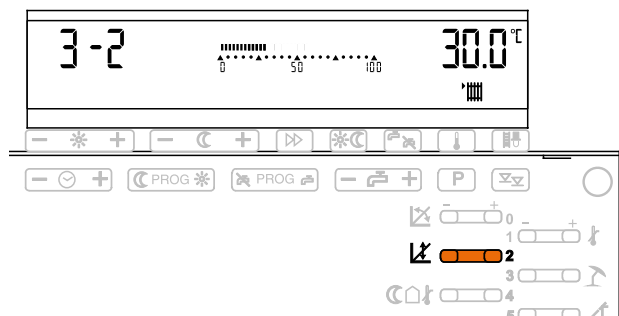 3-2 30.0°C
0 50 100
- + - +
- + PROG PROG - + P
- + 0
- +
1
2
3
4
5